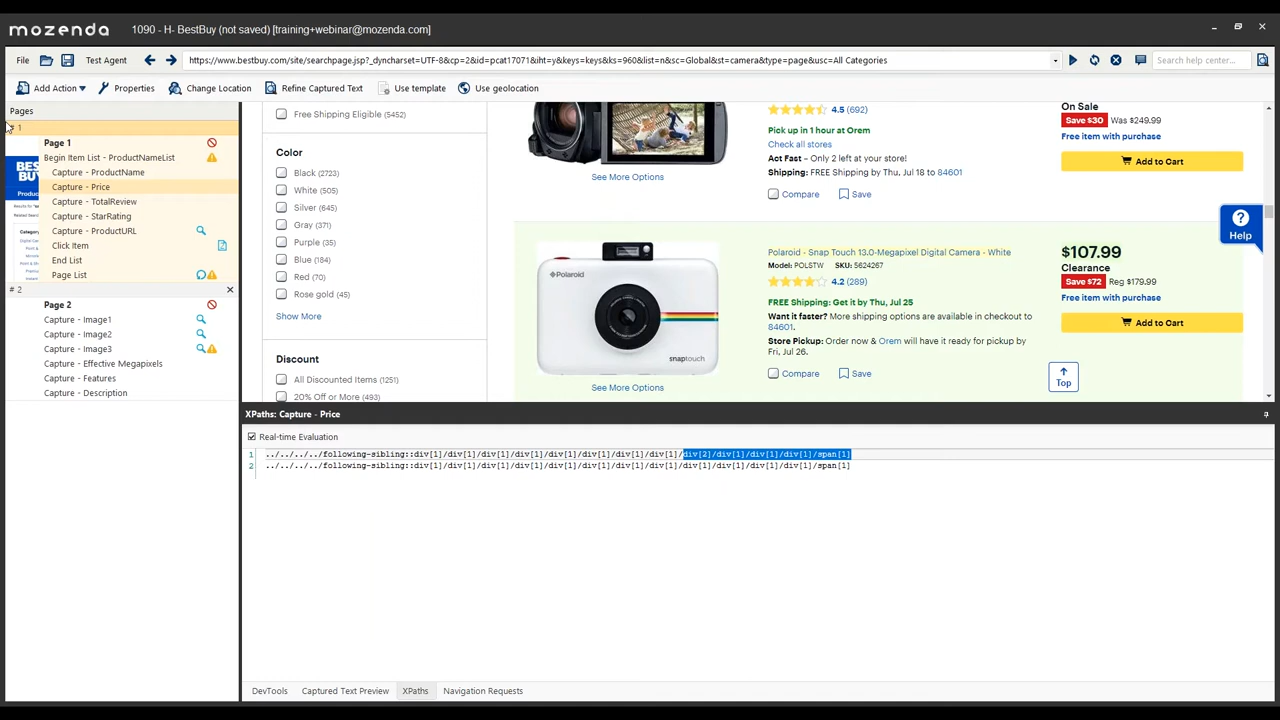 mozenda
1090 - H- BestBuy (not saved) [training+webinar@mozenda.com]
File
Test Agent
https://www.bestbuy.com/site/searchpage.jsp?_dyncharset=UTF-8&cp=2&id=pcat17071&iht=y&keys=keys&ks=960&list=n&sc=Global&st=camera&type=page&usc=All Categories
Search help center...
Add Action
Properties
Change Location
Refine Captured Text
Use template
Use geolocation
Pages
# 1
Page 1
Begin Item List - ProductNameList
Capture - ProductName
Capture - Price
Capture - TotalReview
Capture - StarRating
Capture - ProductURL
Click Item
End List
Page List
# 2
Page 2
Capture - Image1
Capture - Image2
Capture - Image3
Capture - Effective Megapixels
Capture - Features
Capture - Description
Free Shipping Eligible (5452)
Color
Black (2723)
White (505)
Silver (645)
Gray (371)
Purple (35)
Blue (184)
Red (70)
Rose gold (45)
Show More
Discount
All Discounted Items (1251)
20% Off or More (493)
See More Options
4.5 (692)
Pick up in 1 hour at Orem
Check all stores
Act Fast – Only 2 left at your store!
Shipping: FREE Shipping by Thu, Jul 18 to 84601
Compare
Save
On Sale
Save $30 Was $249.99
Free item with purchase
Add to Cart
Help
Polaroid
snaptouch
See More Options
Polaroid - Snap Touch 13.0-Megapixel Digital Camera - White
Model: POLSTW SKU: 5624267
4.2 (289)
FREE Shipping: Get it by Thu, Jul 25
Want it faster? More shipping options are available in checkout to
84601.
Store Pickup: Order now & Orem will have it ready for pickup by
Fri, Jul 26.
Compare
Save
$107.99
Clearance
Save $72 Reg $179.99
Free item with purchase
Add to Cart
Top
XPaths: Capture - Price
Real-time Evaluation
1 ../../../../following-sibling::div[1]/div[1]/div[1]/div[1]/div[1]/div[1]/div[1]/div[1]/div[2]/div[1]/div[1]/div[1]/span[1]
2 ../../../../following-sibling::div[1]/div[1]/div[1]/div[1]/div[1]/div[1]/div[1]/div[1]/div[1]/div[1]/div[1]/div[1]/span[1]
DevTools
Captured Text Preview
XPaths
Navigation Requests